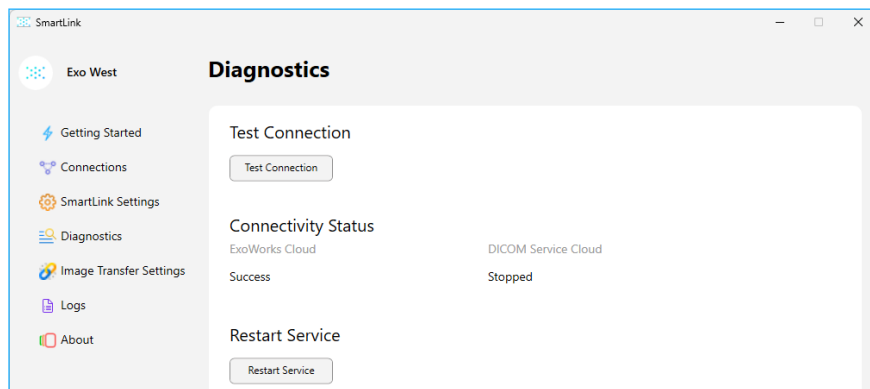 SmartLink
Exo West
Diagnostics
Getting Started
Connections
SmartLink Settings
Diagnostics
Image Transfer Settings
Logs
About
Test Connection
Test Connection
Connectivity Status
ExoWorks Cloud DICOM Service Cloud
Success Stopped
Restart Service
Restart Service